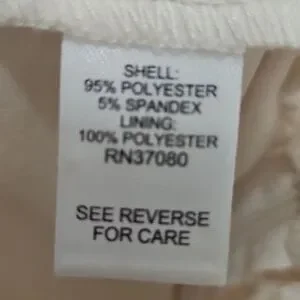 SHELL:
95% POLYESTER
5% SPANDEX
LINING:
100% POLYESTER
RN37080
SEE REVERSE
FOR CARE